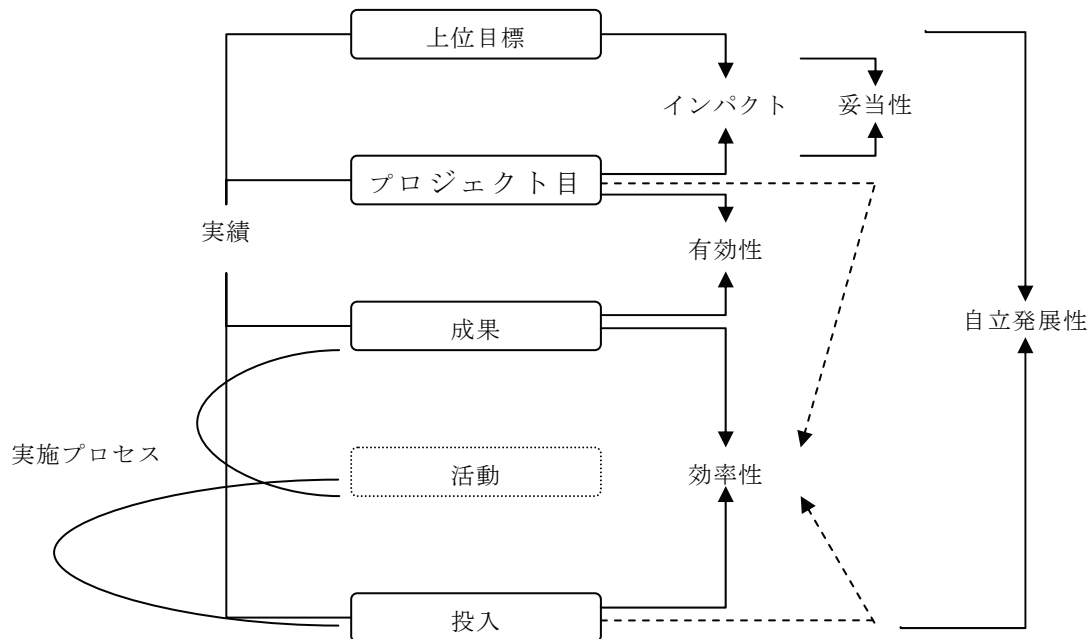 上位目標
インパクト
妥当性
プロジェクト目
実績
有効性
成果
自立発展性
実施プロセス
活動
効率性
投入